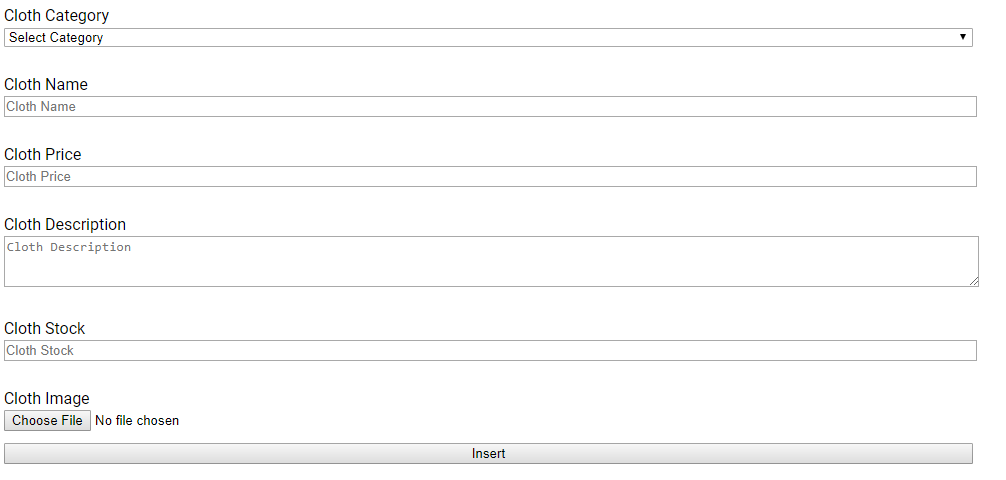 Cloth Category
Select Category
Cloth Name
Cloth Name
Cloth Price
Cloth Price
Cloth Description
Cloth Description
Cloth Stock
Cloth Stock
Cloth Image
Choose File No file chosen
Insert